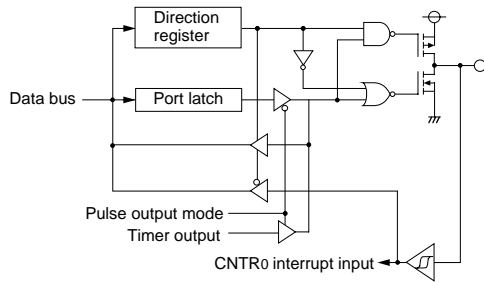 Direction
register
Data bus
Port latch
Pulse output mode
Timer output
CNTR0 interrupt input